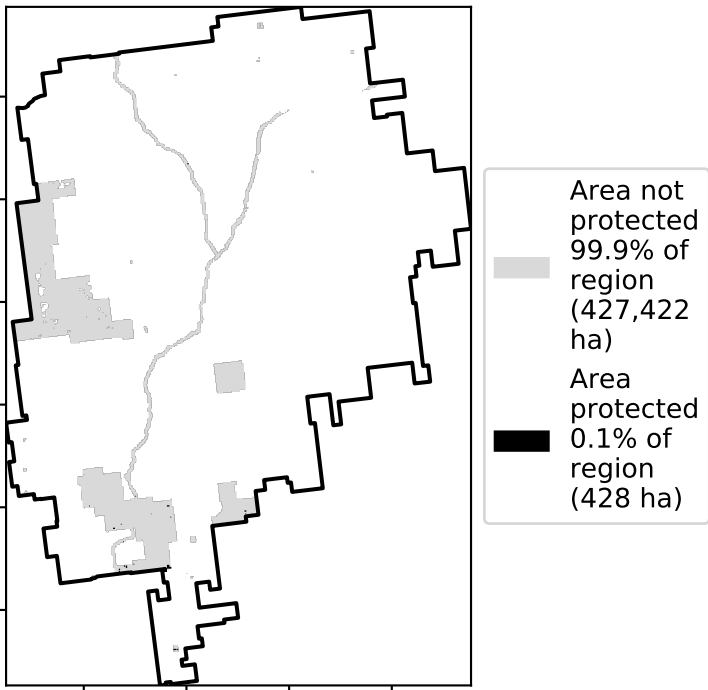 Area not
protected
99.9% of
region
(427,422
ha)
Area
protected
0.1% of
region
(428 ha)